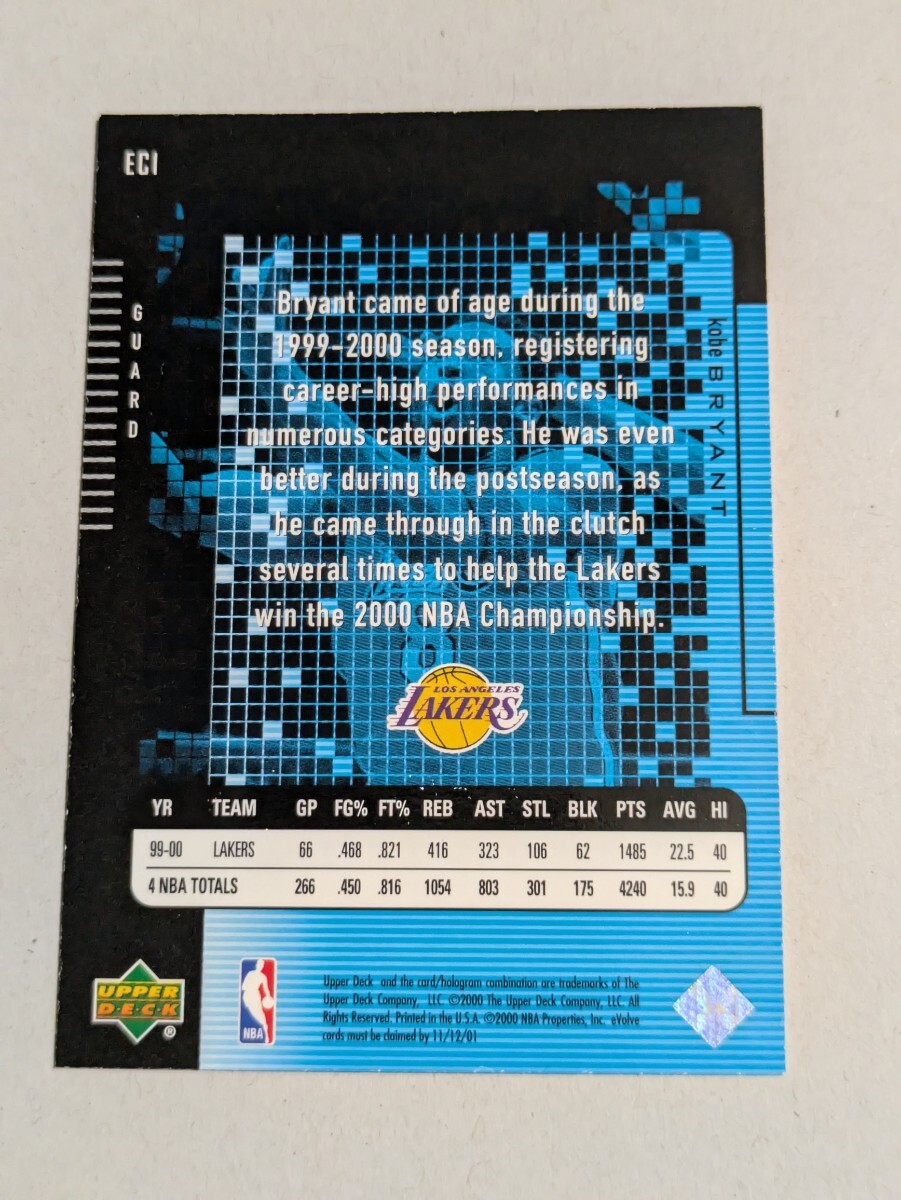 EC1
GUARD
kobe BRYANT
Bryant came of age during the
1999-2000 season, registering
career-high performances in
numerous categories. He was even
better during the postseason, as
he came through in the clutch
several times to help the Lakers
win the 2000 NBA Championship.
LOS ANGELES
LAKERS
YR TEAM GP FG% FT% REB AST STL BLK PTS AVG HI
99-00 LAKERS 66 .468 .821 416 323 106 62 1485 22.5 40
4 NBA TOTALS 266 .450 .816 1054 803 301 175 4240 15.9 40
UPPER
DECK
®
NBA
Upper Deck and the card/hologram combination are trademarks of The
Upper Deck Company, LLC. ©2000 The Upper Deck Company, LLC. All
Rights Reserved. Printed in the U.S.A. ©2000 NBA Properties, Inc. eVolve
cards must be claimed by 11/12/01